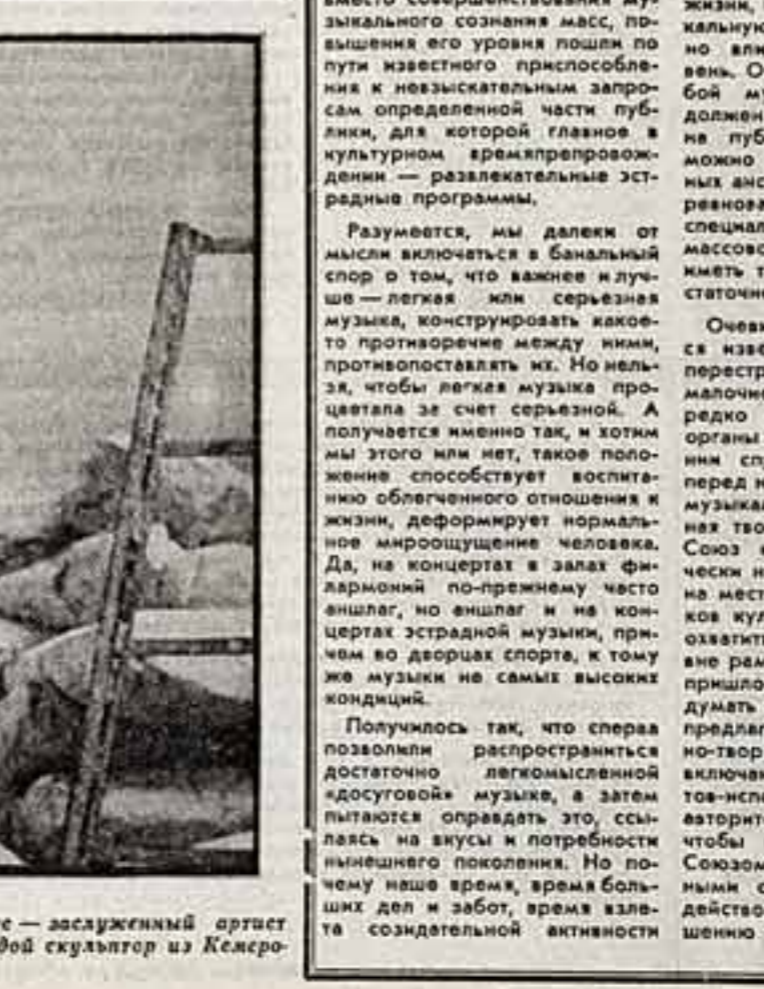 вместо совершенствования му-
зыкального сознания масс, по-
вышения его уровня пошли по
пути известного приспособле-
ния к невзыскательным запро-
сам определенной части пуб-
лики, для которой главное в
культурном времяпрепровож-
дении — развлекательные эст-
радные программы.
Разумеется, мы далеки от
мысли включаться в банальный
спор о том, что важнее и луч-
ше — легкая или серьезная
музыка, конструировать какое-
то противоречие между ними,
противопоставлять их. Но нель-
зя, чтобы легкая музыка про-
цветала за счет серьезной. А
получается именно так, и хотим
мы этого или нет, такое поло-
жение способствует воспита-
нию облегченного отношения к
жизни, деформирует нормаль-
ное мироощущение человека.
Да, на концертах в залах фи-
лармоний по-прежнему часто
аншлаг, но аншлаг и на кон-
цертах эстрадной музыки, при-
чем во дворцах спорта, к тому
же музыки не самых высоких
кондиций.
Получилось так, что сперва
позволили распространиться
достаточно легкомысленной
«досуговой» музыке, а затем
пытаются оправдать это, ссы-
лаясь на вкусы и потребности
нынешнего поколения. Но по-
чему наше время, время боль-
ших дел и забот, время взле-
та созидательной активности
жизни,
кальную
но вли
вень. О
бой му
должен
на пуб
можно
ных анс
ревнова
специал
массово
иметь т
статочн
Очеви
ся изве
перестр
малочис
редко
органы
нии сп
перед н
музыкал
ная тво
Союз
чески н
на мест
ков кул
охватит
вне рам
пришло
думать
предлаг
но-твор
включа
тов-испо
авторит
чтобы
Союзом
ными с
действо
шению
е — заслуженный артист
дой скульптор из Кемеро-